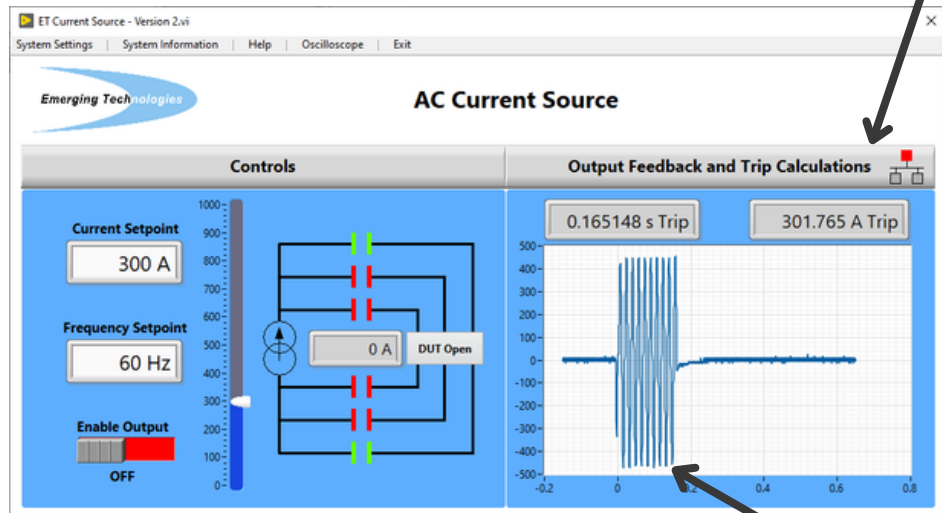 ET Current Source - Version 2.vi
System Settings | System Information | Help | Oscilloscope | Exit
Emerging Technologies
AC Current Source
Controls
Output Feedback and Trip Calculations
Current Setpoint
300 A
Frequency Setpoint
60 Hz
Enable Output
OFF
1000
900
800
700
600
500
400
300
200
100
0
0 A
DUT Open
0.165148 s Trip
301.765 A Trip
500
400
300
200
100
0
-100
-200
-300
-400
-500
-0.2 0 0.2 0.4 0.6 0.8